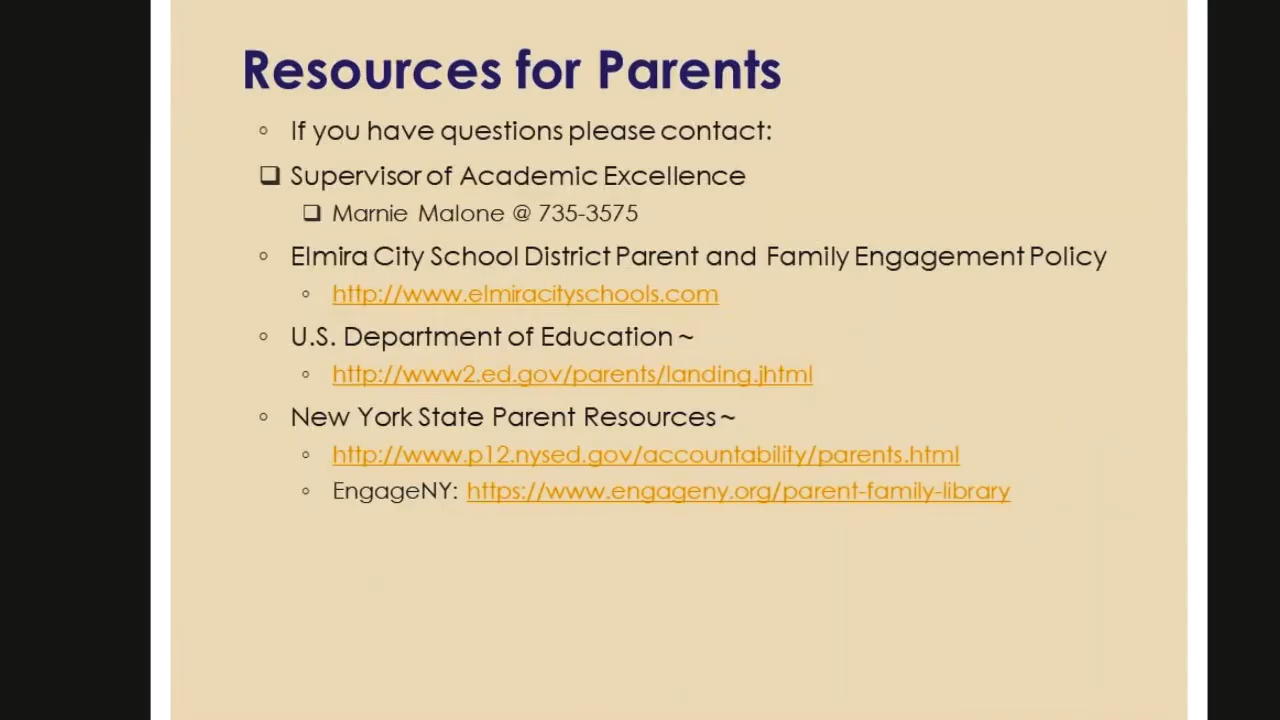 Resources for Parents
If you have questions please contact:
Supervisor of Academic Excellence
Marnie Malone @ 735-3575
Elmira City School District Parent and Family Engagement Policy
http://www.elmiracityschools.com
U.S. Department of Education ~
http://www2.ed.gov/parents/landing.jhtml
New York State Parent Resources ~
http://www.p12.nysed.gov/accountability/parents.html
EngageNY: https://www.engageny.org/parent-family-library